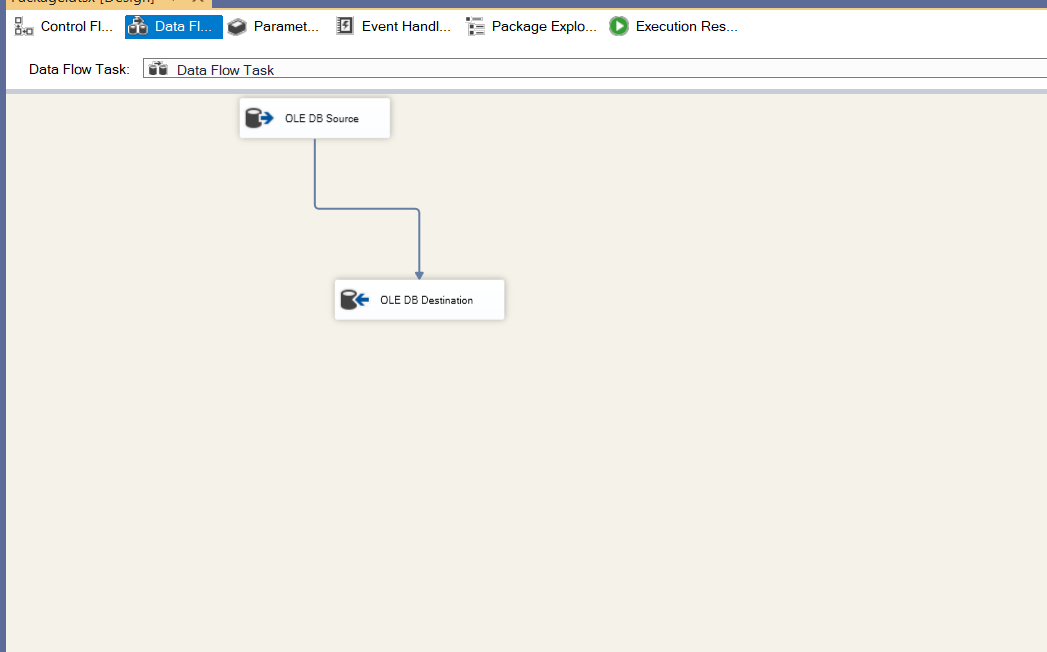 Package.dtsx [Design]
Control Fl... Data Fl... Paramet... Event Handl... Package Explo... Execution Res...
Data Flow Task: Data Flow Task
OLE DB Source
OLE DB Destination